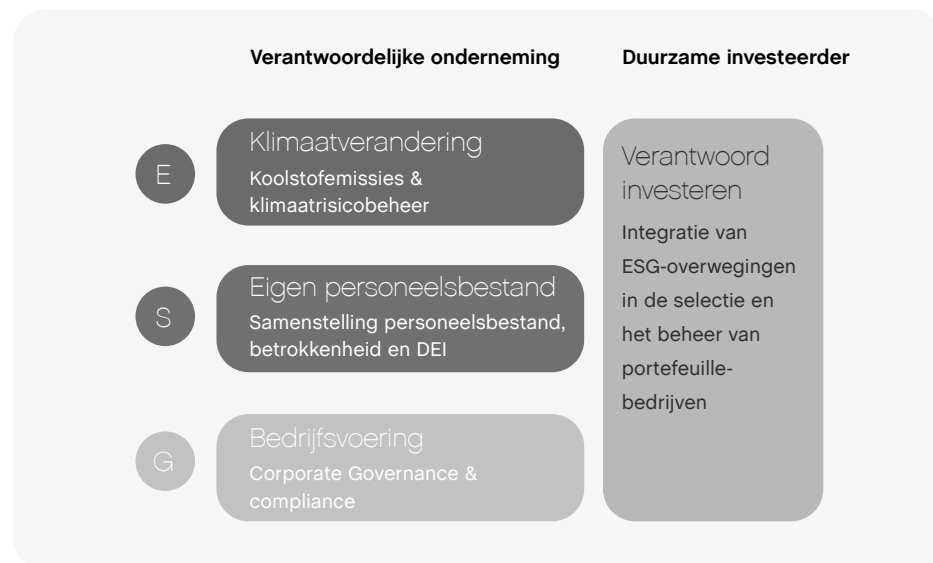 Verantwoordelijke onderneming
Duurzame investeerder
E
Klimaatverandering
Koolstofemissies &
klimaatrisicobeheer
S
Eigen personeelsbestand
Samenstelling personeelsbestand,
betrokkenheid en DEI
G
Bedrijfsvoering
Corporate Governance &
compliance
Verantwoord
investeren
Integratie van
ESG-overwegingen
in de selectie en
het beheer van
portefeuille-
bedrijven